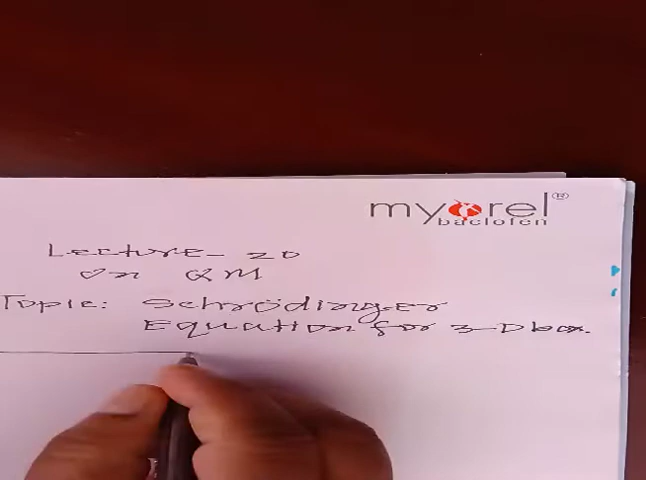 myorel®
baclofen
Lecture-20
on QM
Topic: Schrödinger
Equation for 3-D box.